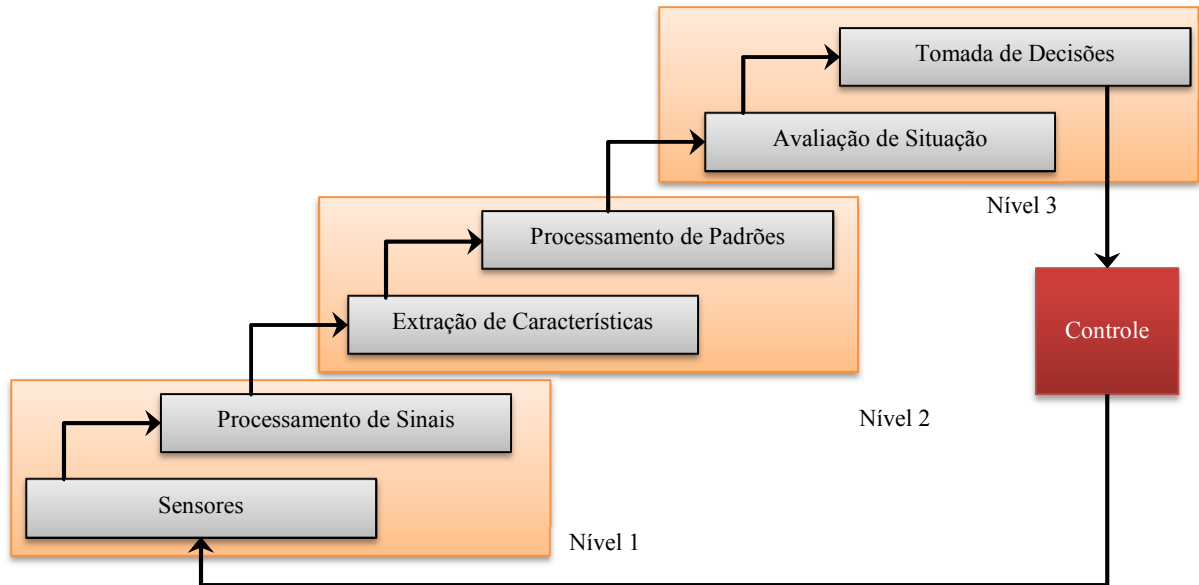 Tomada de Decisões
Avaliação de Situação
Nível 3
Processamento de Padrões
Extração de Características
Controle
Nível 2
Processamento de Sinais
Sensores
Nível 1